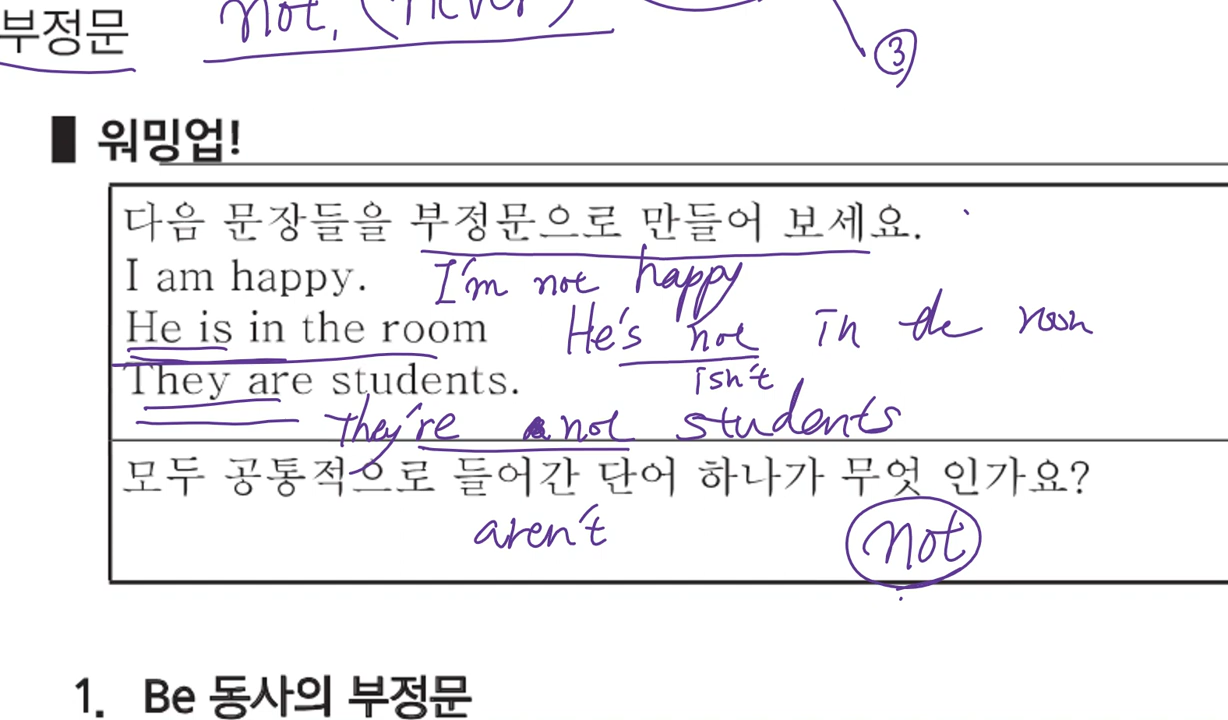 부정문 not, (never) ③
워밍업!
다음 문장들을 부정문으로 만들어 보세요.
I am happy. I'm not happy
He is in the room He's not in the room
isn't
They are students.
they're not students
모두 공통적으로 들어간 단어 하나가 무엇 인가요?
aren't not
1. Be 동사의 부정문